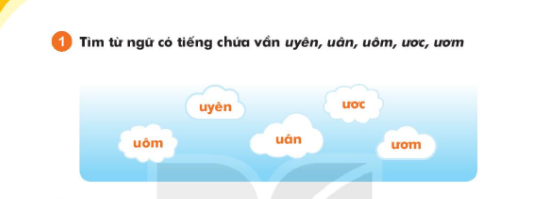 1 Tìm từ ngữ có tiếng chứa vần uyên, uân, uôm, ươc, ươm
uyên
ươc
uôm
uân
ươm